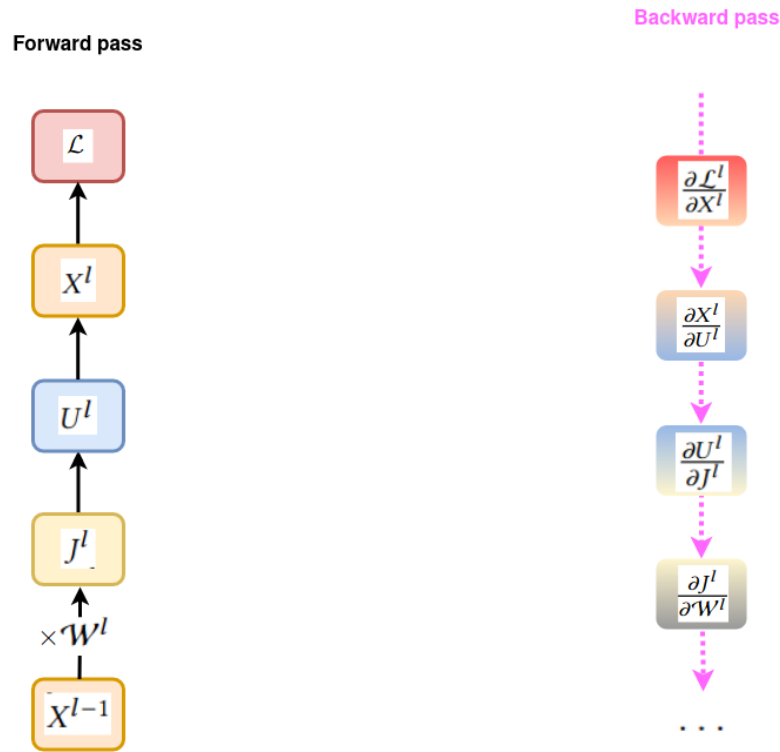 Backward pass
Forward pass
ℒ
∂ℒ^l
∂X^l
X^l
∂X^l
∂U^l
U^l
∂U^l
∂J^l
J^l
∂J^l
∂𝒲^l
×𝒲^l
X^{l−1}
...